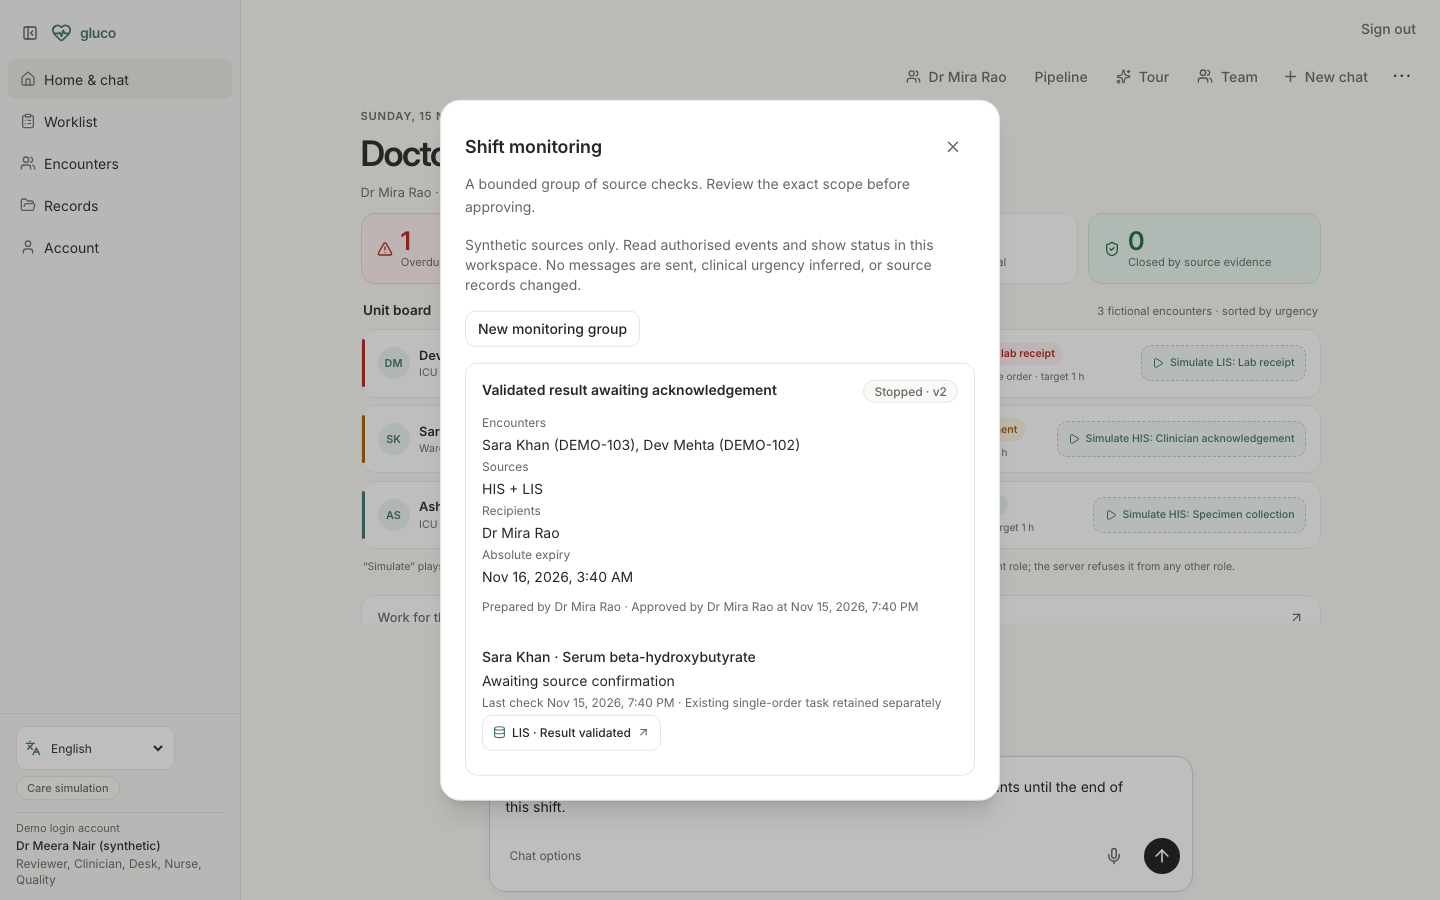 gluco
Home & chat
Worklist
Encounters
Records
Account
English
Care simulation
Demo login account
Dr Meera Nair (synthetic)
Reviewer, Clinician, Desk, Nurse,
Quality
Sign out
Dr Mira Rao
Pipeline
Tour
Team
New chat
SUNDAY, 15
Dr Mira Rao ·
1
0
Closed by source evidence
Unit board
3 fictional encounters · sorted by urgency
DM
Dev
ICU
lab receipt
order · target 1 h
Simulate LIS: Lab receipt
SK
h
Simulate HIS: Clinician acknowledgement
AS
ICU
1 h
Simulate HIS: Specimen collection
“Simulate” plays
role; the server refuses it from any other role.
Work for
Shift monitoring
A bounded group of source checks. Review the exact scope before
approving.
Synthetic sources only. Read authorised events and show status in this
workspace. No messages are sent, clinical urgency inferred, or source
records changed.
New monitoring group
Validated result awaiting acknowledgement
Stopped · v2
Encounters
Sara Khan (DEMO-103), Dev Mehta (DEMO-102)
Sources
HIS + LIS
Recipients
Dr Mira Rao
Absolute expiry
Nov 16, 2026, 3:40 AM
Prepared by Dr Mira Rao · Approved by Dr Mira Rao at Nov 15, 2026, 7:40 PM
Sara Khan · Serum beta-hydroxybutyrate
Awaiting source confirmation
Last check Nov 15, 2026, 7:40 PM · Existing single-order task retained separately
LIS · Result validated
until the end of
this shift.
Chat options